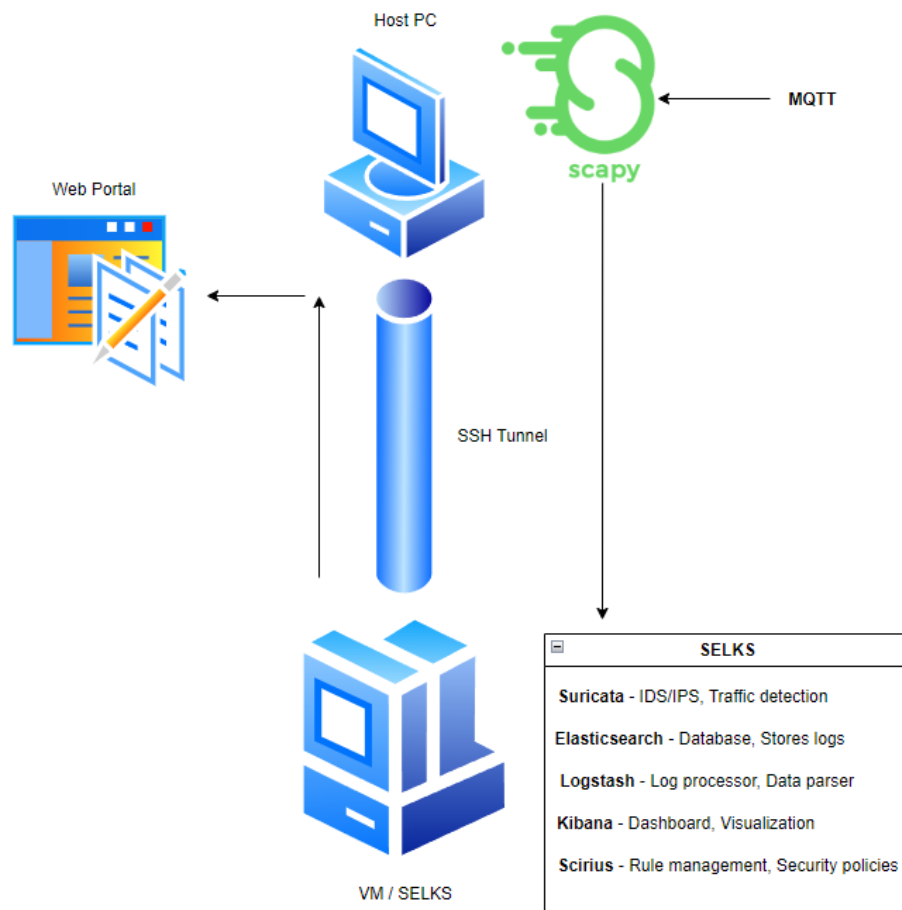 Host PC
MQTT
scapy
Web Portal
SSH Tunnel
SELKS
Suricata - IDS/IPS, Traffic detection
Elasticsearch - Database, Stores logs
Logstash - Log processor, Data parser
Kibana - Dashboard, Visualization
Scirius - Rule management, Security policies
VM / SELKS